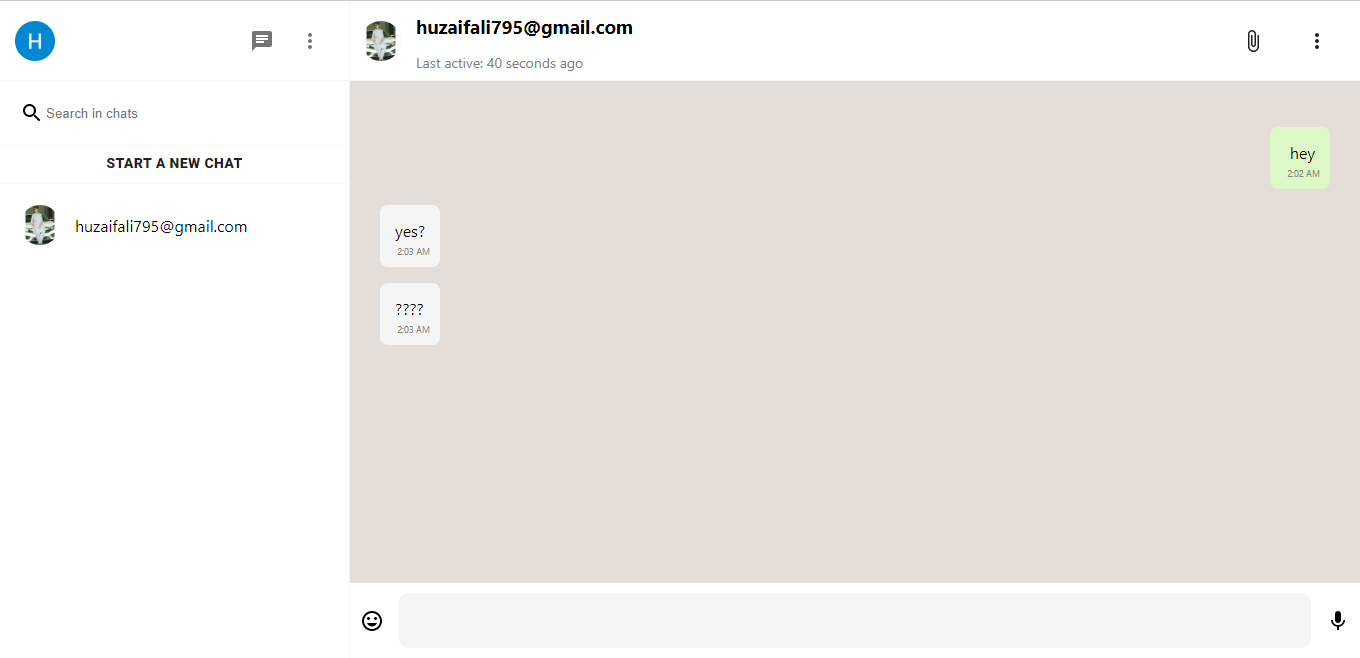 H
huzaifali795@gmail.com
Last active: 40 seconds ago
Search in chats
START A NEW CHAT
huzaifali795@gmail.com
hey
2:02 AM
yes?
2:03 AM
????
2:03 AM